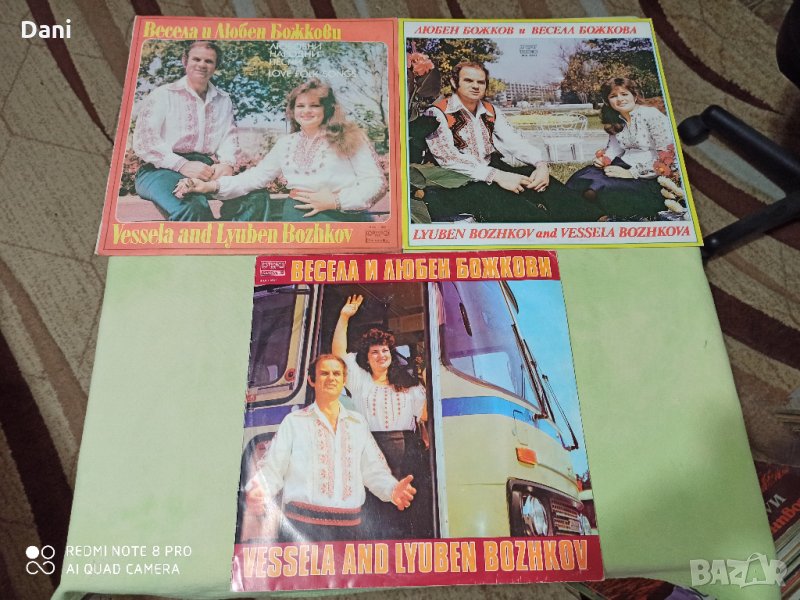 Dani
Весела и Любен Божкови
LOVE FOLK SONGS
Vessela and Lyuben Bozhkov
ЛЮБЕН БОЖКОВ и ВЕСЕЛА БОЖКОВА
LYUBEN BOZHKOV and VESSELA BOZHKOVA
ВЕСЕЛА И ЛЮБЕН БОЖКОВИ
VESSELA AND LYUBEN BOZHKOV
REDMI NOTE 8 PRO
AI QUAD CAMERA
BAZAR